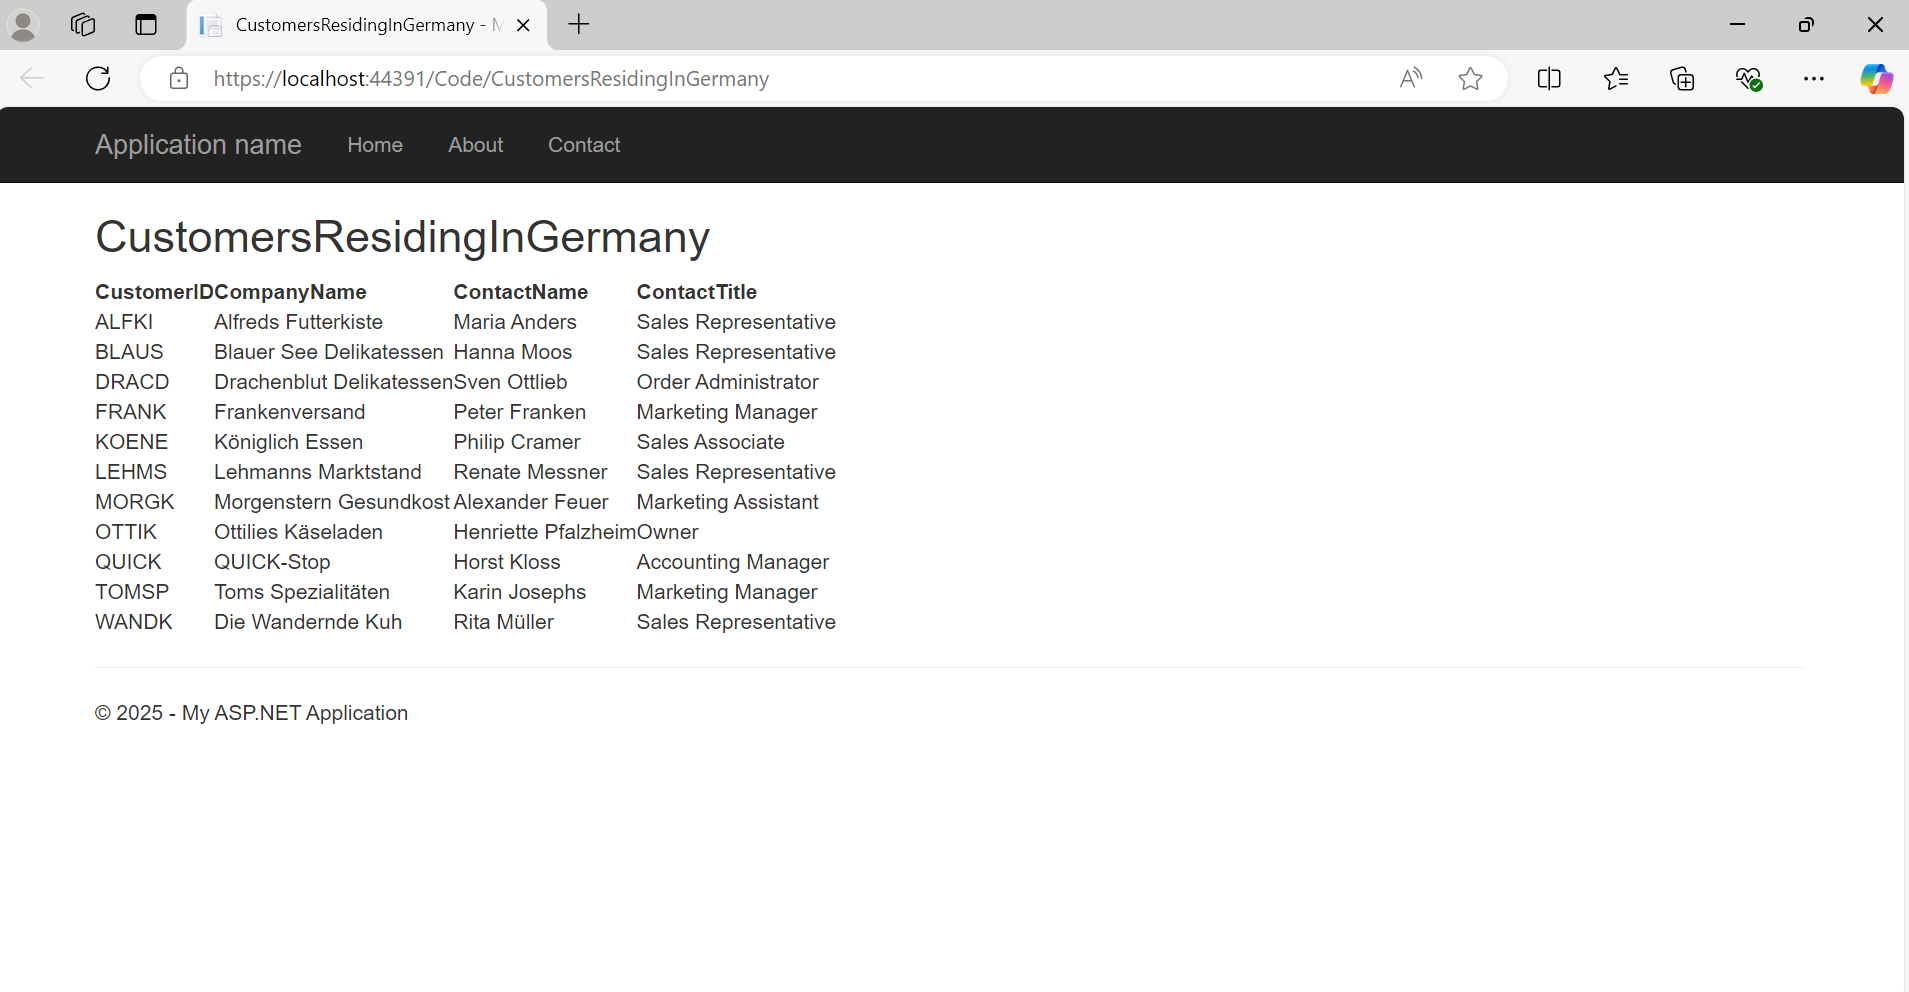 CustomersResidingInGermany - M
https://localhost:44391/Code/CustomersResidingInGermany
Application name Home About Contact
CustomersResidingInGermany
CustomerID CompanyName ContactName ContactTitle
ALFKI Alfreds Futterkiste Maria Anders Sales Representative
BLAUS Blauer See Delikatessen Hanna Moos Sales Representative
DRACD Drachenblut Delikatessen Sven Ottlieb Order Administrator
FRANK Frankenversand Peter Franken Marketing Manager
KOENE Königlich Essen Philip Cramer Sales Associate
LEHMS Lehmanns Marktstand Renate Messner Sales Representative
MORGK Morgenstern Gesundkost Alexander Feuer Marketing Assistant
OTTIK Ottilies Käseladen Henriette Pfalzheim Owner
QUICK QUICK-Stop Horst Kloss Accounting Manager
TOMSP Toms Spezialitäten Karin Josephs Marketing Manager
WANDK Die Wandernde Kuh Rita Müller Sales Representative
© 2025 - My ASP.NET Application